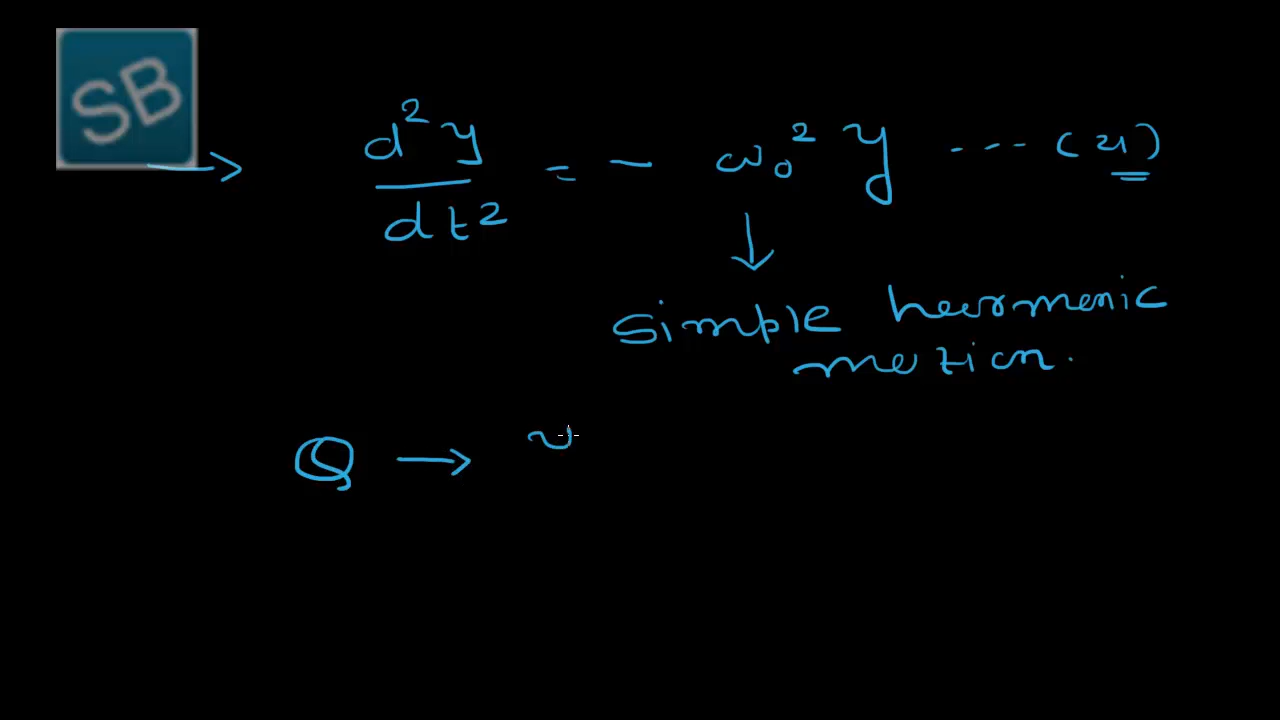 SB
→ d²y/dt² = - ω₀² y --- (21)
↓
Simple harmonic
motion.
Q →